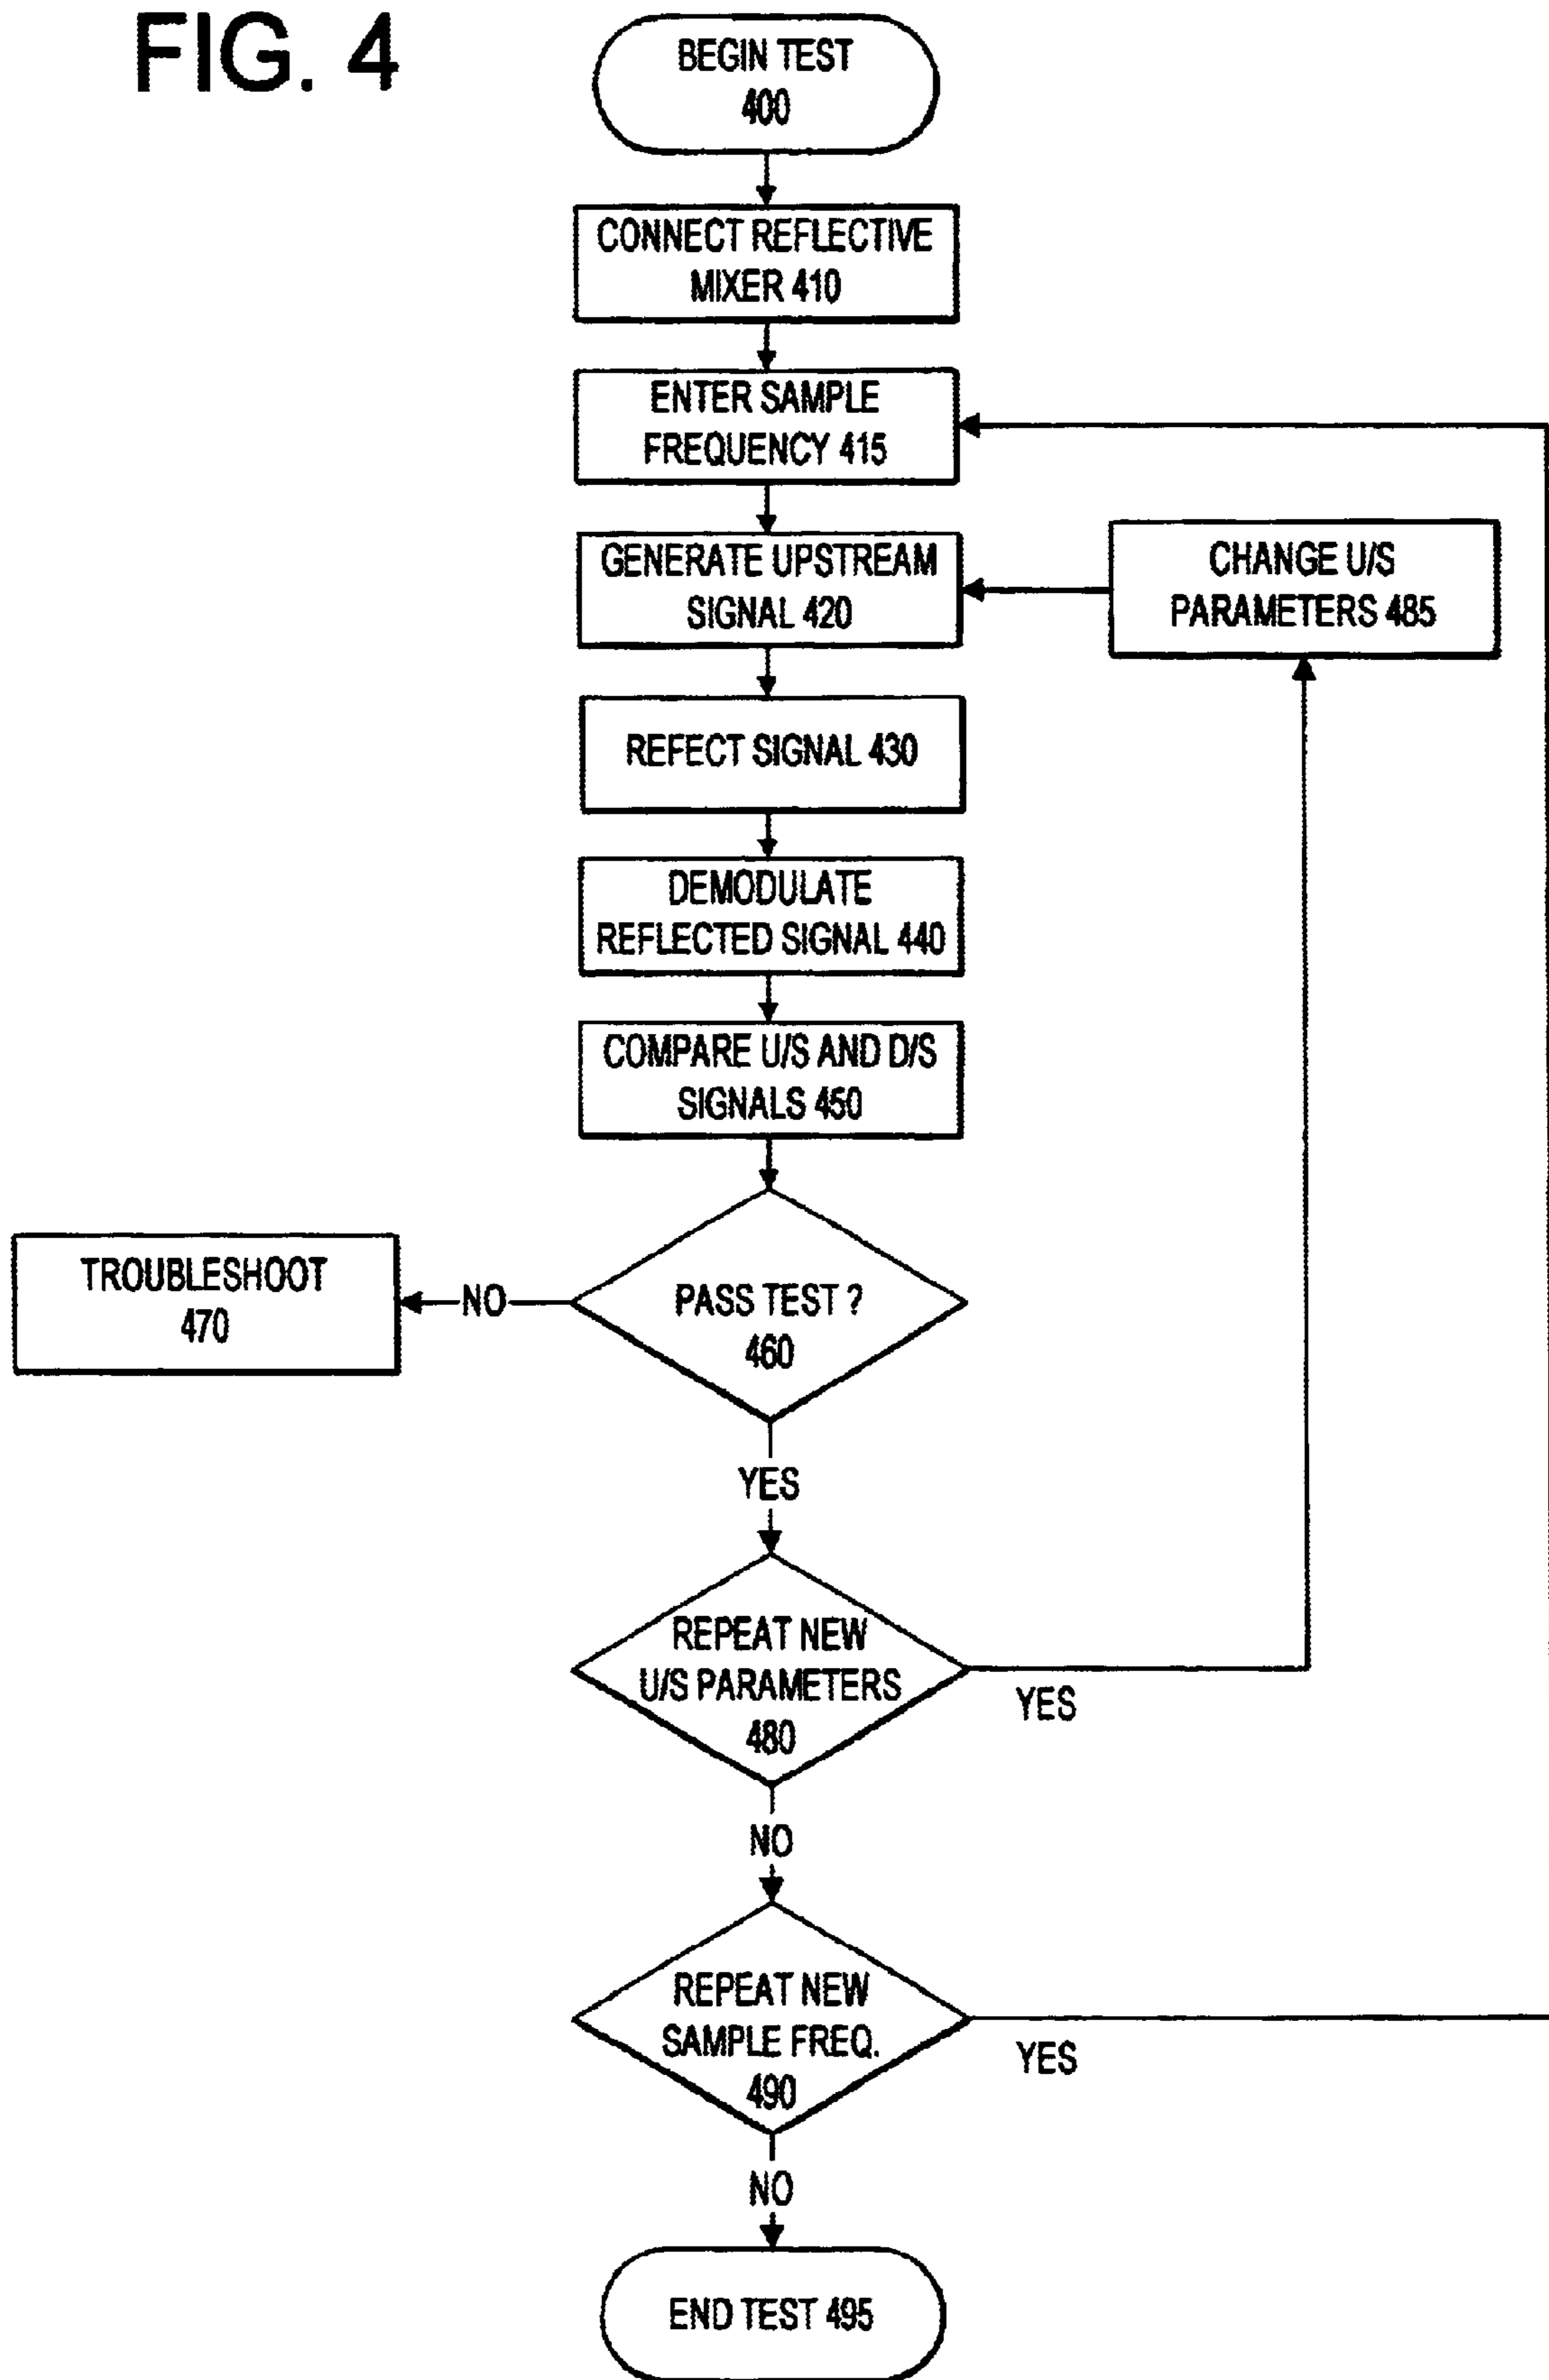 FIG. 4
BEGIN TEST
400
CONNECT REFLECTIVE
MIXER 410
ENTER SAMPLE
FREQUENCY 415
GENERATE UPSTREAM
SIGNAL 420
CHANGE U/S
PARAMETERS 485
REFECT SIGNAL 430
DEMODULATE
REFLECTED SIGNAL 440
COMPARE U/S AND D/S
SIGNALS 450
TROUBLESHOOT
470
NO
PASS TEST ?
460
YES
REPEAT NEW
U/S PARAMETERS
480
YES
NO
REPEAT NEW
SAMPLE FREQ.
490
YES
NO
END TEST 495